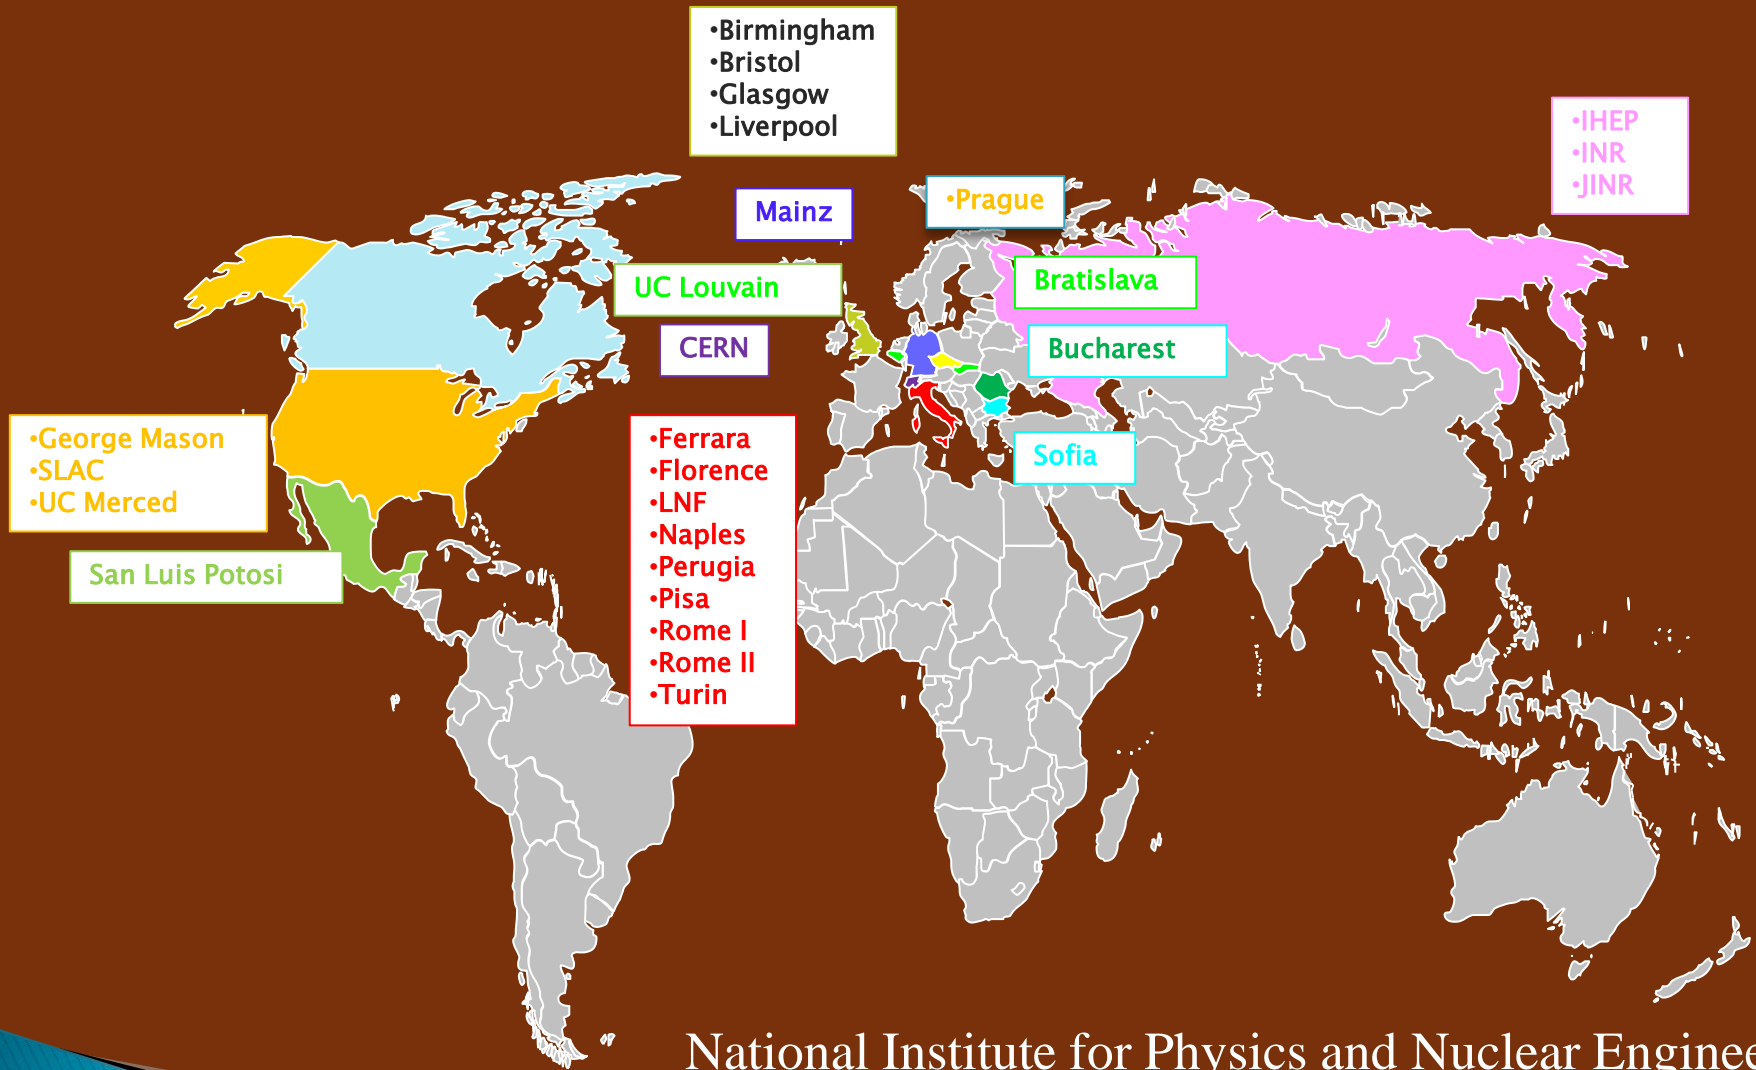 •Birmingham
•Bristol
•Glasgow
•Liverpool
•IHEP
•INR
•JINR
Mainz
•Prague
UC Louvain
Bratislava
CERN
Bucharest
•George Mason
•SLAC
•UC Merced
•Ferrara
•Florence
•LNF
•Naples
•Perugia
•Pisa
•Rome I
•Rome II
•Turin
Sofia
San Luis Potosi
National Institute for Physics and Nuclear Enginee